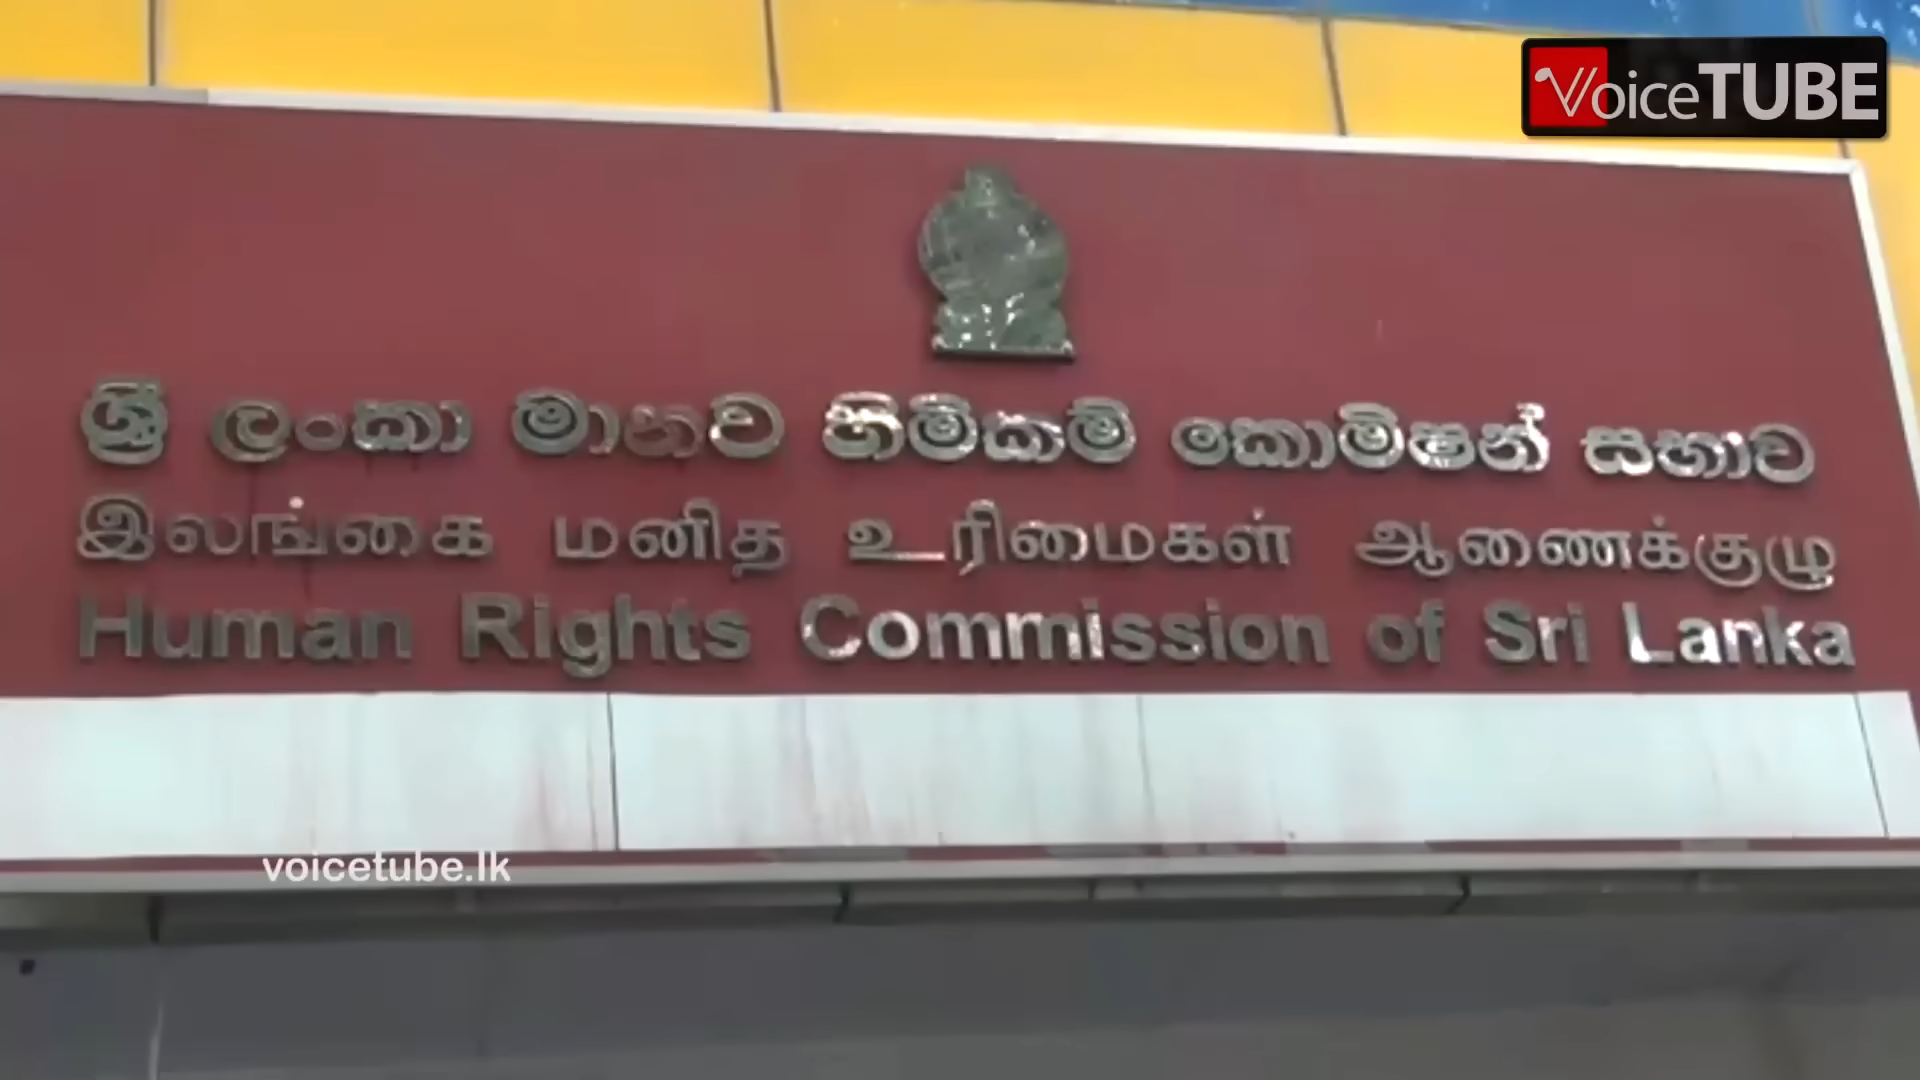 VoiceTUBE
ශ්‍රී ලංකා මානව හිමිකම් කොමිෂන් සභාව
இலங்கை மனித உரிமைகள் ஆணைக்குழு
Human Rights Commission of Sri Lanka
voicetube.lk